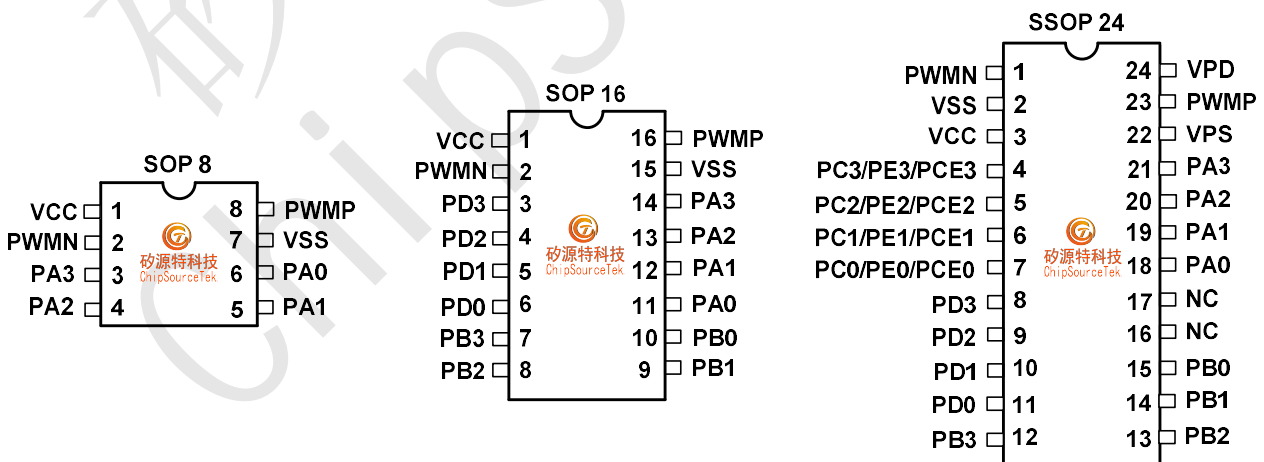 SOP 8
VCC 1 8 PWMP
PWMN 2 7 VSS
PA3 3 6 PA0
PA2 4 5 PA1
矽源特科技
ChipSourceTek
SOP 16
VCC 1 16 PWMP
PWMN 2 15 VSS
PD3 3 14 PA3
PD2 4 13 PA2
PD1 5 12 PA1
PD0 6 11 PA0
PB3 7 10 PB0
PB2 8 9 PB1
矽源特科技
ChipSourceTek
SSOP 24
PWMN 1 24 VPD
VSS 2 23 PWMP
VCC 3 22 VPS
PC3/PE3/PCE3 4 21 PA3
PC2/PE2/PCE2 5 20 PA2
PC1/PE1/PCE1 6 19 PA1
PC0/PE0/PCE0 7 18 PA0
PD3 8 17 NC
PD2 9 16 NC
PD1 10 15 PB0
PD0 11 14 PB1
PB3 12 13 PB2
矽源特科技
ChipSourceTek